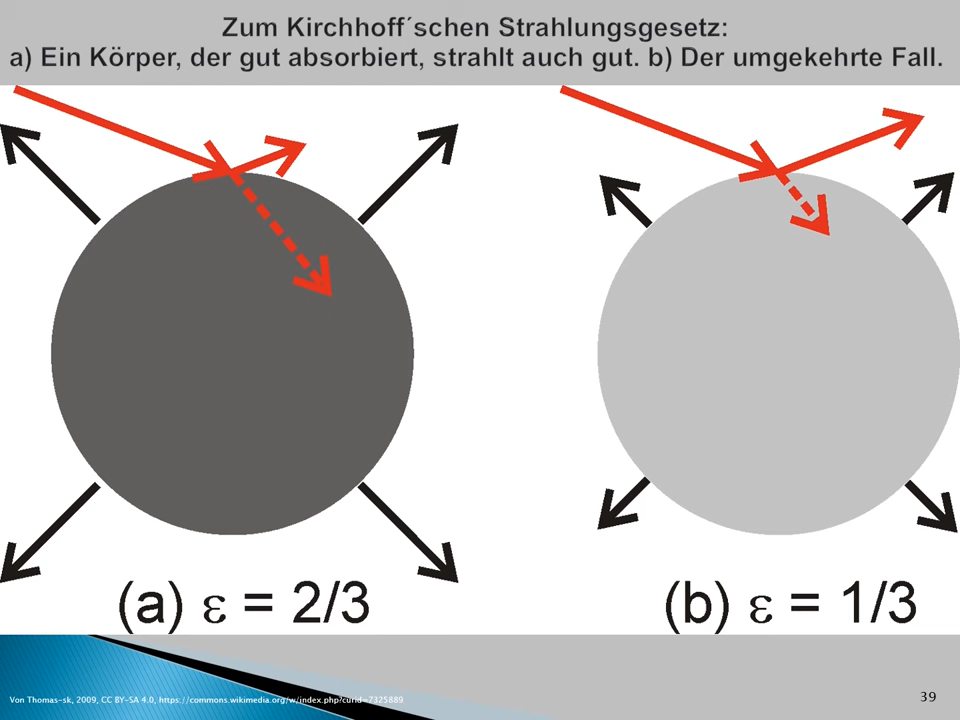 Zum Kirchhoff´schen Strahlungsgesetz:
a) Ein Körper, der gut absorbiert, strahlt auch gut. b) Der umgekehrte Fall.
(a) ε = 2/3
(b) ε = 1/3
Von Thomas-sk, 2009, CC BY-SA 4.0, https://commons.wikimedia.org/w/index.php?curid=7325889
39